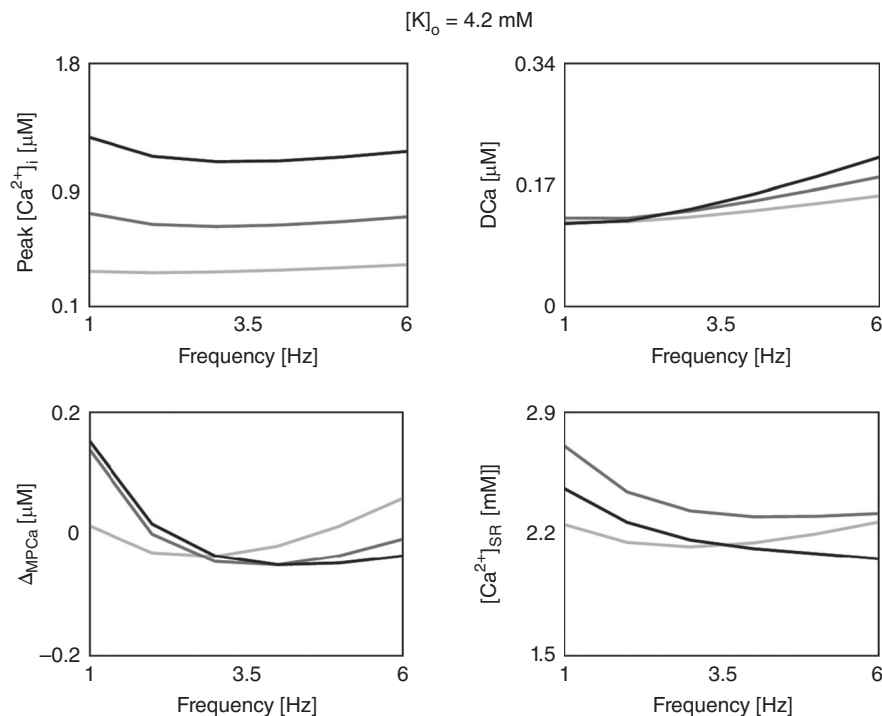 [K]ₒ = 4.2 mM
1.8
0.9
0.1
Peak [Ca²⁺]ᵢ [µM]
1 3.5 6
Frequency [Hz]
0.34
0.17
0
DCa [µM]
1 3.5 6
Frequency [Hz]
0.2
0
–0.2
Δ_MPCa [µM]
1 3.5 6
Frequency [Hz]
2.9
2.2
1.5
[Ca²⁺]_SR [mM]]
1 3.5 6
Frequency [Hz]